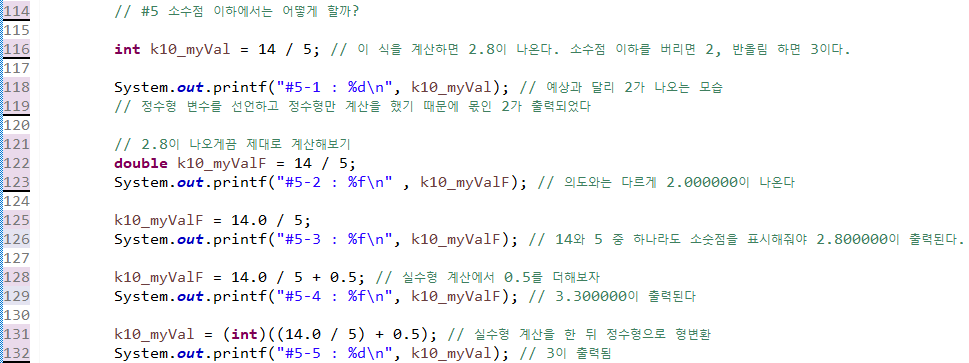 114 // #5 소수점 이하에서는 어떻게 할까?
115
116 int k10_myVal = 14 / 5; // 이 식을 계산하면 2.8이 나온다. 소수점 이하를 버리면 2, 반올림 하면 3이다.
117
118 System.out.printf("#5-1 : %d\n", k10_myVal); // 예상과 달리 2가 나오는 모습
119 // 정수형 변수를 선언하고 정수형만 계산을 했기 때문에 몫인 2가 출력되었다
120
121 // 2.8이 나오게끔 제대로 계산해보기
122 double k10_myValF = 14 / 5;
123 System.out.printf("#5-2 : %f\n" , k10_myValF); // 의도와는 다르게 2.000000이 나온다
124
125 k10_myValF = 14.0 / 5;
126 System.out.printf("#5-3 : %f\n", k10_myValF); // 14와 5 중 하나라도 소숫점을 표시해줘야 2.800000이 출력된다.
127
128 k10_myValF = 14.0 / 5 + 0.5; // 실수형 계산에서 0.5를 더해보자
129 System.out.printf("#5-4 : %f\n", k10_myValF); // 3.300000이 출력된다
130
131 k10_myVal = (int)((14.0 / 5) + 0.5); // 실수형 계산을 한 뒤 정수형으로 형변환
132 System.out.printf("#5-5 : %d\n", k10_myVal); // 3이 출력됨